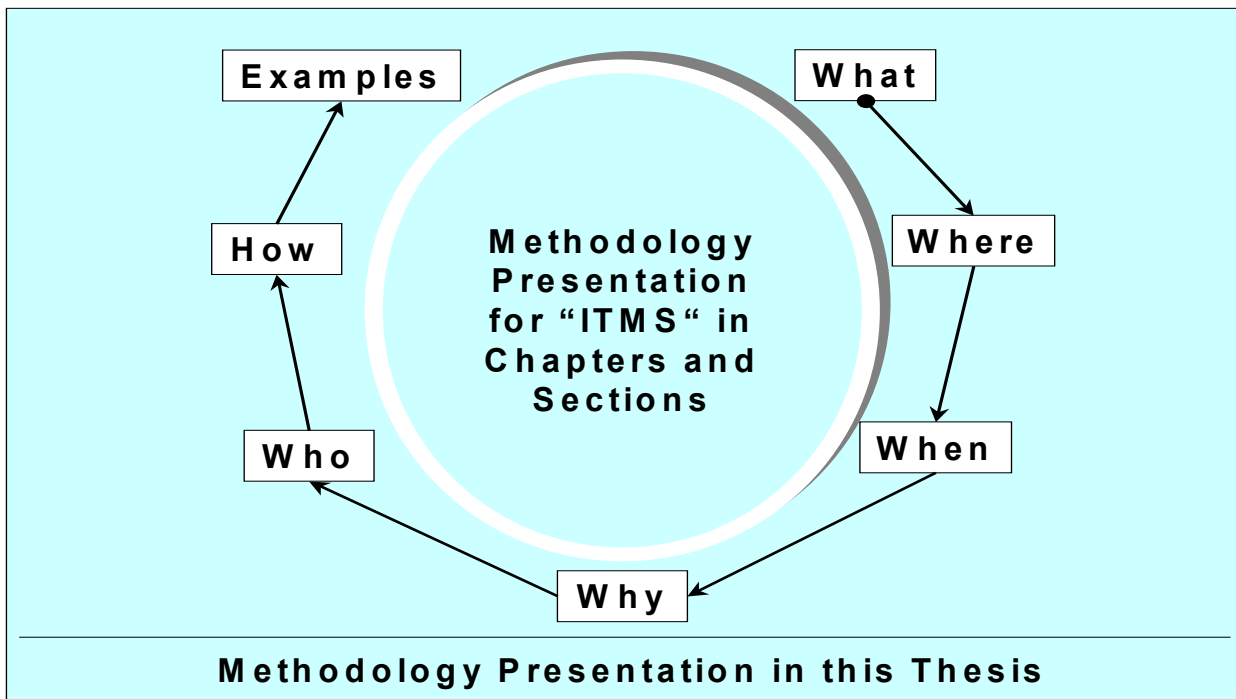 Examples
What
How
Where
Methodology
Presentation
for “ITMS“ in
Chapters and
Sections
Who
When
Why
Methodology Presentation in this Thesis